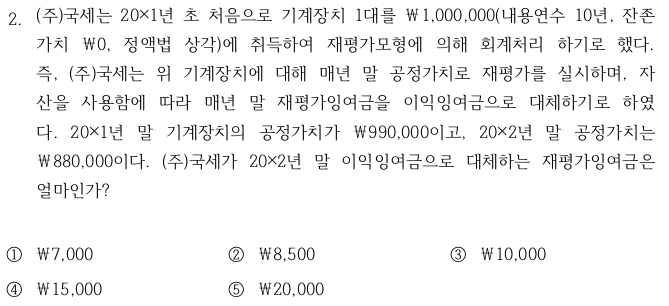 2. (주)국세는 20×1년 초 처음으로 기계장치 1대를 ₩1,000,000(내용연수 10년, 잔존
가치 ₩0, 정액법 상각)에 취득하여 재평가모형에 의해 회계처리 하기로 했다.
즉, (주)국세는 위 기계장치에 대해 매년 말 공정가치로 재평가를 실시하며, 자
산을 사용함에 따라 매년 말 재평가잉여금을 이익잉여금으로 대체하기로 하였
다. 20×1년 말 기계장치의 공정가치가 ₩990,000이고, 20×2년 말 공정가치는
₩880,000이다. (주)국세가 20×2년 말 이익잉여금으로 대체하는 재평가잉여금은
얼마인가?
① ₩7,000 ② ₩8,500 ③ ₩10,000
④ ₩15,000 ⑤ ₩20,000